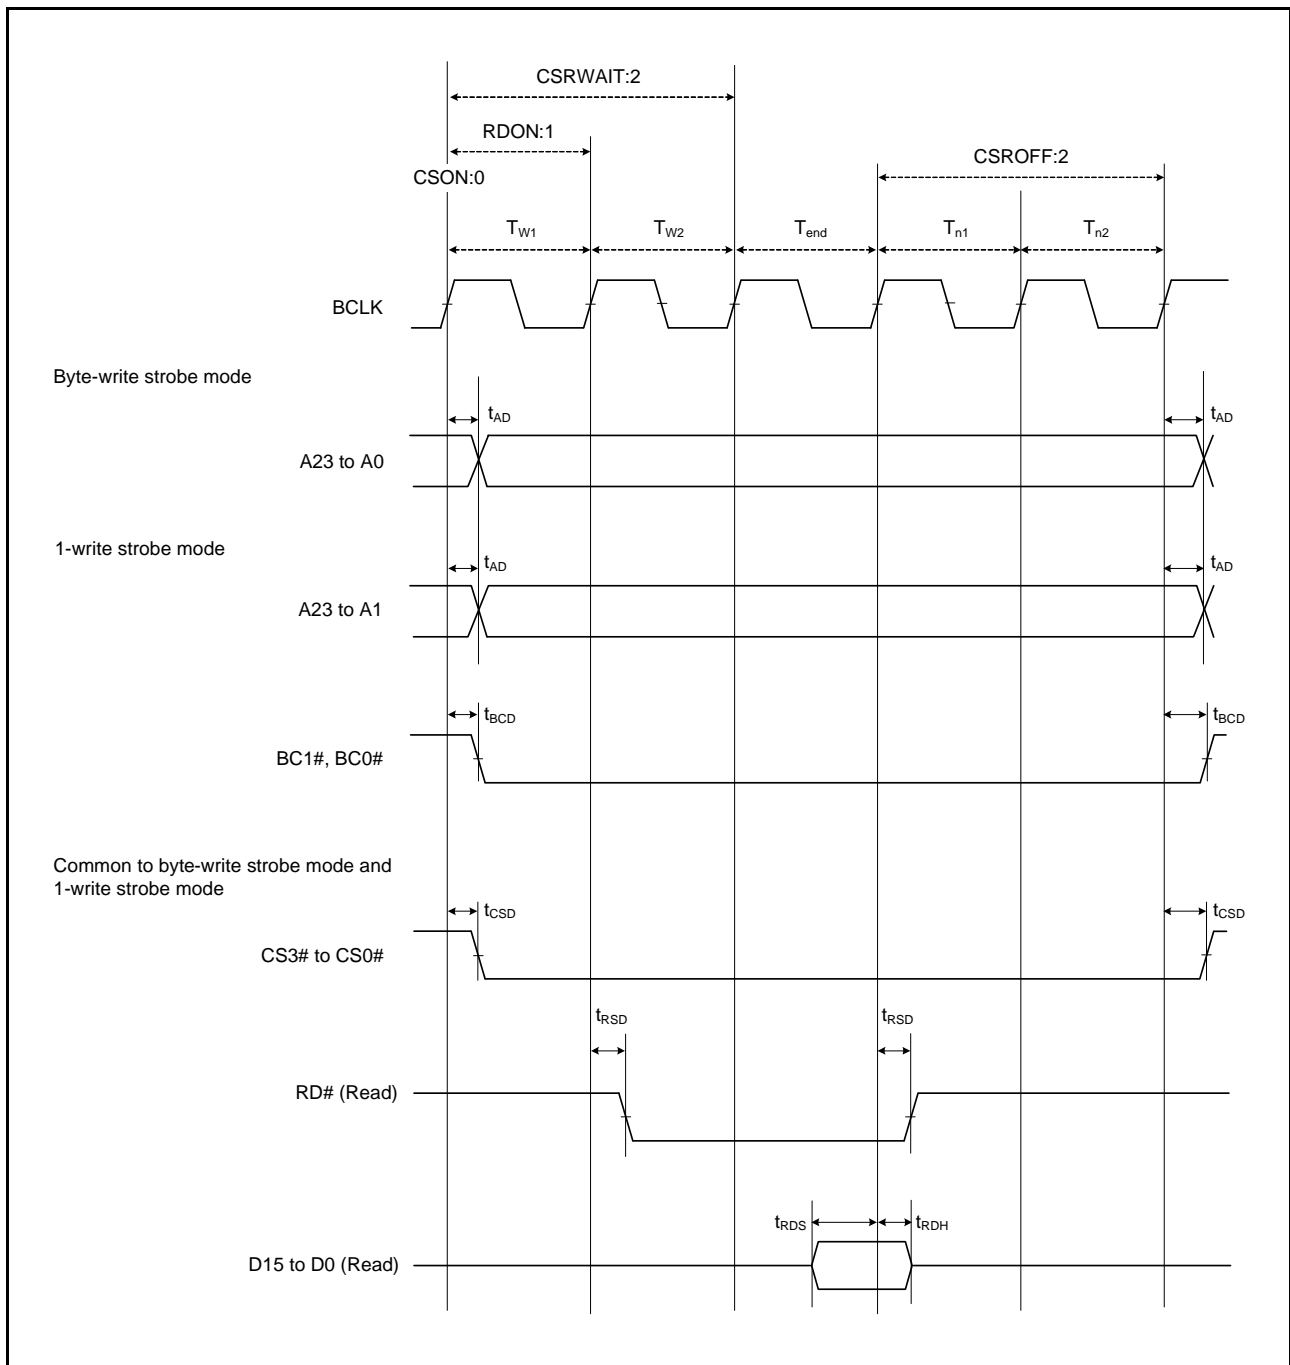 CSRWAIT:2
RDON:1
CSROFF:2
CSON:0
TW1 TW2 Tend Tn1 Tn2
BCLK
Byte-write strobe mode
tAD tAD
A23 to A0
1-write strobe mode
tAD tAD
A23 to A1
tBCD tBCD
BC1#, BC0#
Common to byte-write strobe mode and
1-write strobe mode
tCSD tCSD
CS3# to CS0#
tRSD tRSD
RD# (Read)
tRDS tRDH
D15 to D0 (Read)